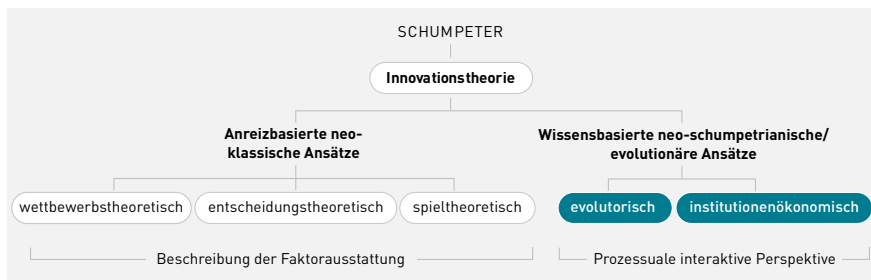 SCHUMPETER
Innovationstheorie
Anreizbasierte neo-
klassische Ansätze
Wissensbasierte neo-schumpetrianische/
evolutionäre Ansätze
wettbewerbstheoretisch
entscheidungstheoretisch
spieltheoretisch
evolutorisch
institutionenökonomisch
Beschreibung der Faktorausstattung
Prozessuale interaktive Perspektive